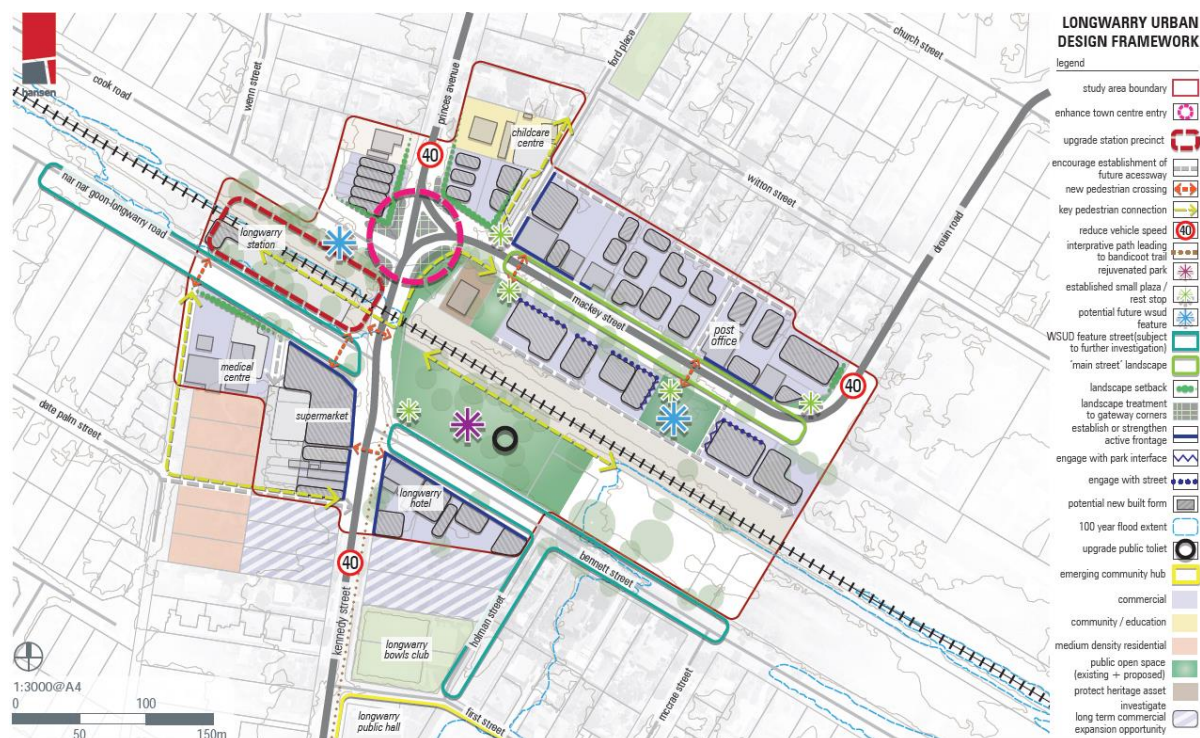 hansen
LONGWARRY URBAN
DESIGN FRAMEWORK
legend
study area boundary
enhance town centre entry
upgrade station precinct
encourage establishment of
future acessway
new pedestrian crossing
key pedestrian connection
reduce vehicle speed
40
interprative path leading
to bandicoot trail
rejuvenated park
established small plaza /
rest stop
potential future wsud
feature
WSUD feature street(subject
to further investigation)
'main street' landscape
landscape setback
landscape treatment
to gateway corners
establish or strengthen
active frontage
engage with park interface
engage with street
potential new built form
100 year flood extent
upgrade public toliet
emerging community hub
commercial
community / education
medium density residential
public open space
(existing + proposed)
protect heritage asset
investigate
long term commercial
expansion opportunity
church street
ford place
cook road
wenn street
princes avenue
childcare
centre
40
witton street
drouin road
nar nar goon-longwarry road
longwarry
station
mackey street
post
office
40
medical
centre
supermarket
date palm street
longwarry
hotel
40
kennedy street
bennett street
holman street
longwarry
bowls club
mccrae street
first street
longwarry
public hall
1:3000@A4
0
100
50
150m